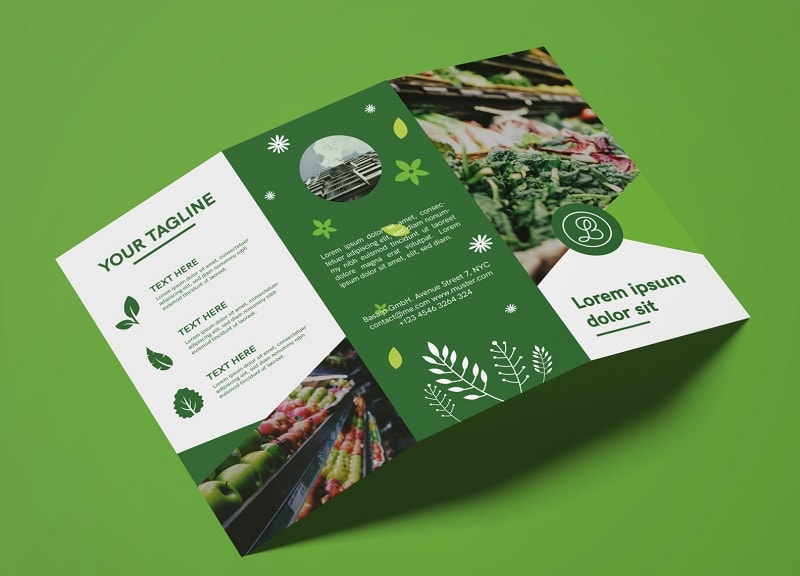 YOUR TAGLINE
TEXT HERE
Lorem ipsum dolor sit amet, consectetuer
adipiscing elit, sed diam nonummy nibh
euismod tincidunt ut laoreet.
TEXT HERE
Lorem ipsum dolor sit amet, consectetuer
adipiscing elit, sed diam nonummy nibh
euismod tincidunt ut laoreet.
TEXT HERE
Lorem ipsum dolor sit amet, consectetuer
adipiscing elit, sed diam nonummy nibh
euismod tincidunt ut laoreet.
Lorem ipsum dolor amet, consec-
tetuer adipiscing elit, sed diam nonum-
my nibh euismod tincidunt ut laoreet
dolore magna erat volutpat. Lorem
ipsum dolor sit amet, elit, sed diam.
GmbH. Avenue Street 7, NYC
contact@me.com www.muster.com
+123 4546 3264 324
B
Lorem ipsum
dolor sit